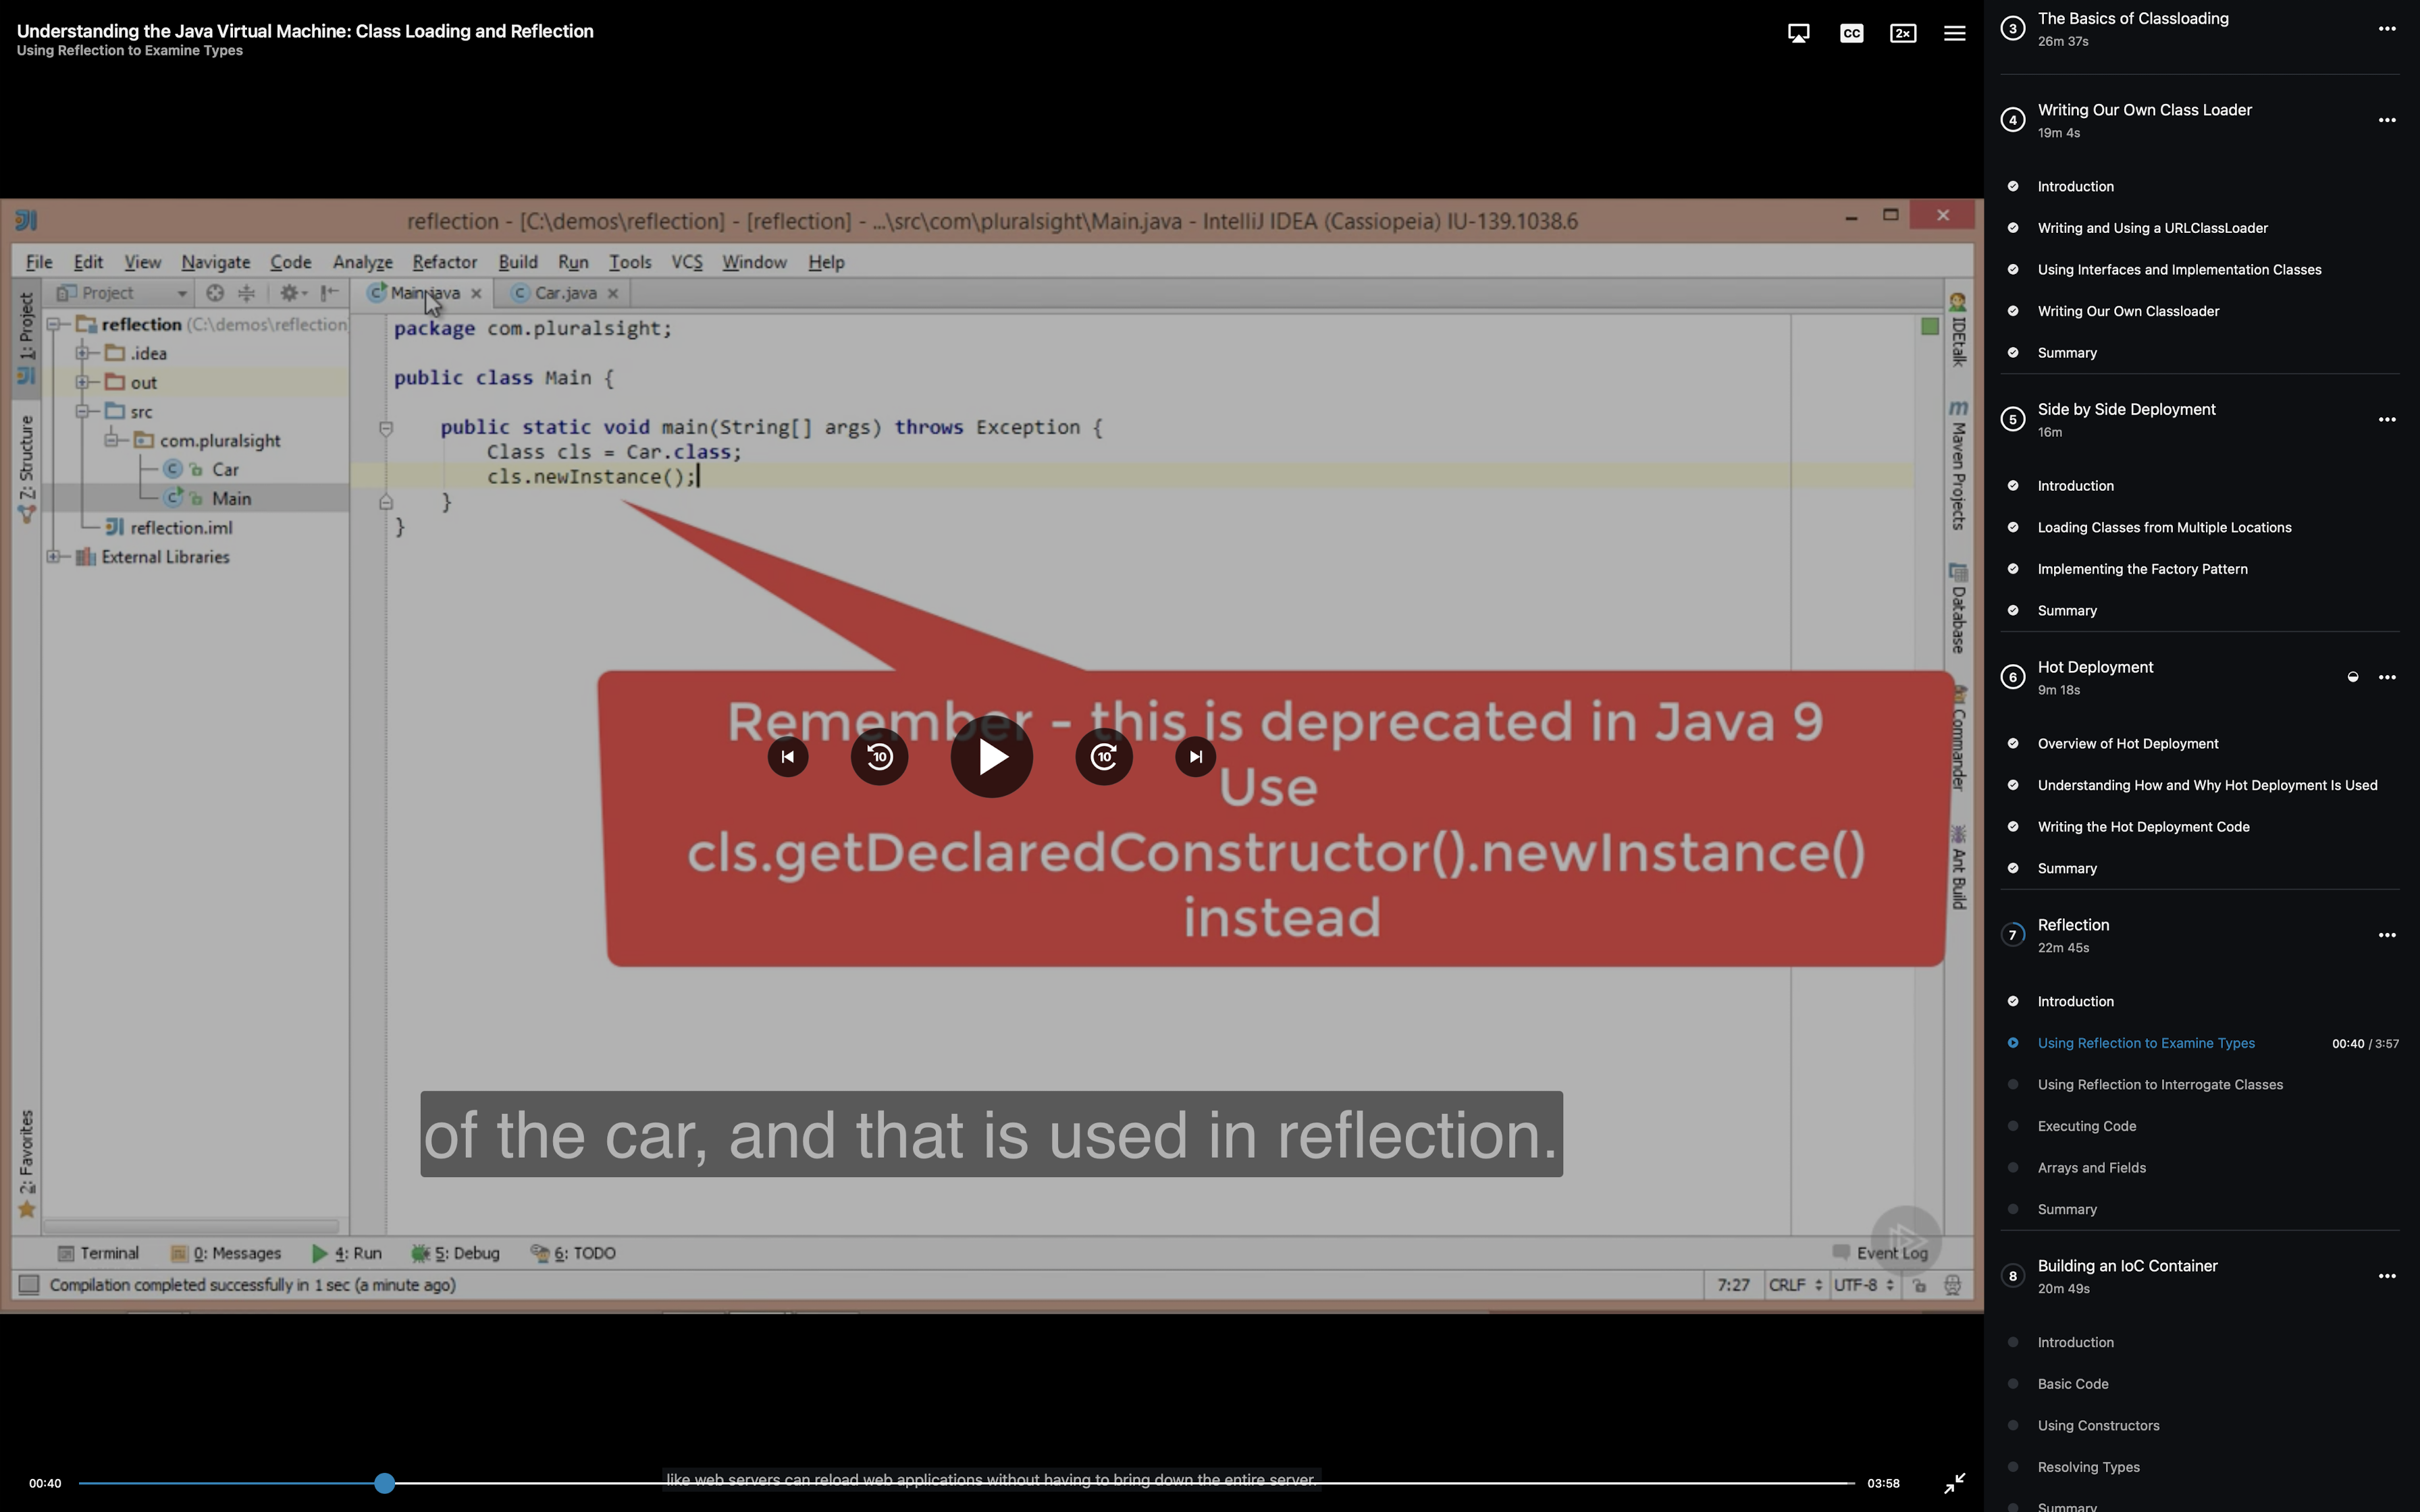 Understanding the Java Virtual Machine: Class Loading and Reflection
Using Reflection to Examine Types
CC
2x
reflection - [C:\demos\reflection] - [reflection] - ...\src\com\pluralsight\Main.java - IntelliJ IDEA (Cassiopeia) IU-139.1038.6
File Edit View Navigate Code Analyze Refactor Build Run Tools VCS Window Help
Project
Main.java
Car.java
1: Project
Z: Structure
2: Favorites
reflection (C:\demos\reflection
.idea
out
src
com.pluralsight
Car
Main
reflection.iml
External Libraries
package com.pluralsight;
public class Main {
public static void main(String[] args) throws Exception {
Class cls = Car.class;
cls.newInstance();
}
}
IDEtalk
Maven Projects
Database
Commander
Ant Build
Remember - this is deprecated in Java 9
Use
cls.getDeclaredConstructor().newInstance()
instead
10
10
of the car, and that is used in reflection.
Terminal
0: Messages
4: Run
5: Debug
6: TODO
Event Log
Compilation completed successfully in 1 sec (a minute ago)
7:27
CRLF
UTF-8
00:40
like web servers can reload web applications without having to bring down the entire server.
03:58
3
The Basics of Classloading
26m 37s
4
Writing Our Own Class Loader
19m 4s
Introduction
Writing and Using a URLClassLoader
Using Interfaces and Implementation Classes
Writing Our Own Classloader
Summary
5
Side by Side Deployment
16m
Introduction
Loading Classes from Multiple Locations
Implementing the Factory Pattern
Summary
6
Hot Deployment
9m 18s
Overview of Hot Deployment
Understanding How and Why Hot Deployment Is Used
Writing the Hot Deployment Code
Summary
7
Reflection
22m 45s
Introduction
Using Reflection to Examine Types 00:40 / 3:57
Using Reflection to Interrogate Classes
Executing Code
Arrays and Fields
Summary
8
Building an IoC Container
20m 49s
Introduction
Basic Code
Using Constructors
Resolving Types
Summary